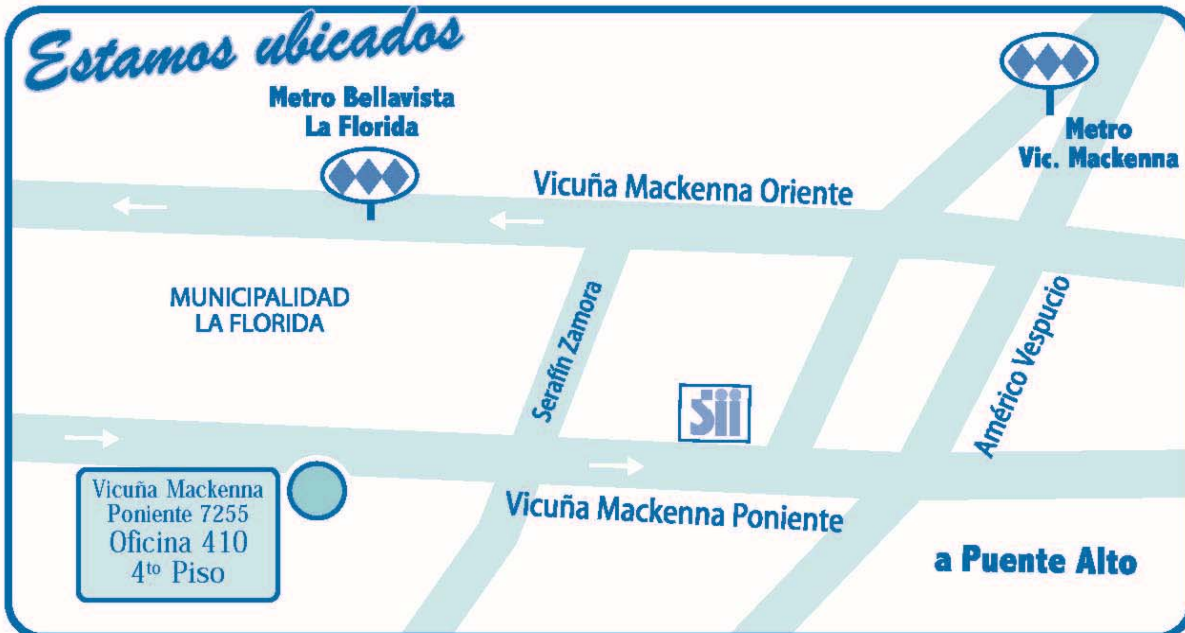 Estamos ubicados
Metro Bellavista
La Florida
Metro
Vic. Mackenna
Vicuña Mackenna Oriente
MUNICIPALIDAD
LA FLORIDA
Serafín Zamora
Américo Vespucio
Sii
Vicuña Mackenna
Poniente 7255
Oficina 410
4to Piso
Vicuña Mackenna Poniente
a Puente Alto